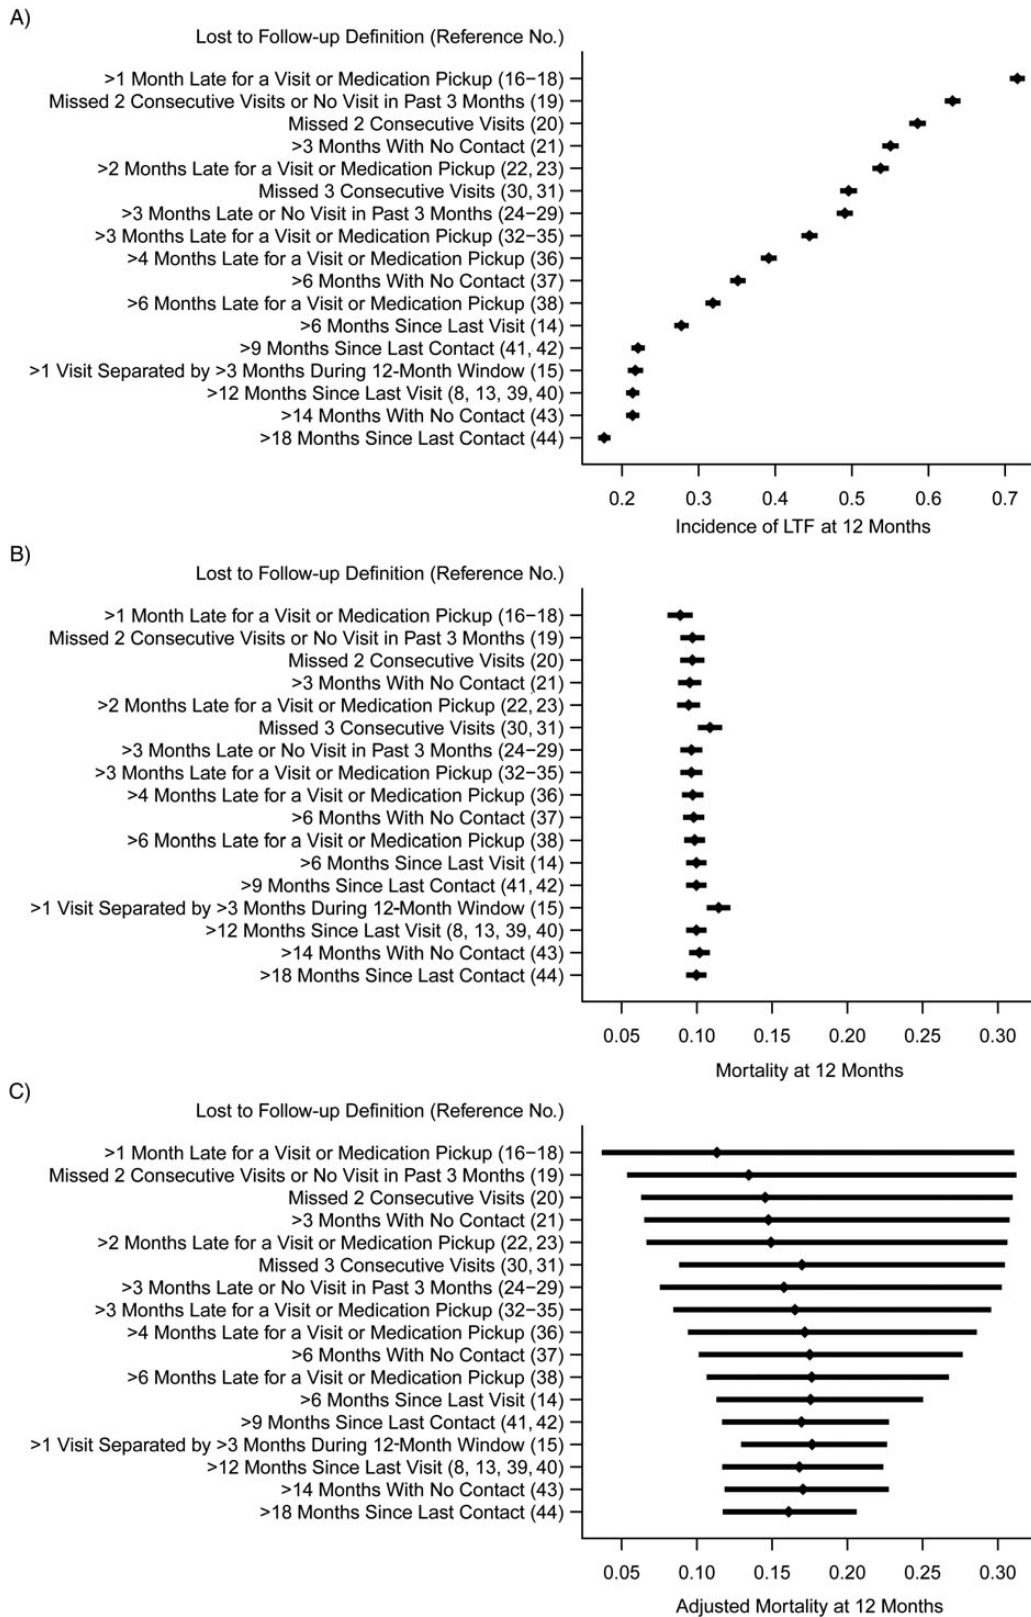 A)
Lost to Follow-up Definition (Reference No.)
>1 Month Late for a Visit or Medication Pickup (16−18)
Missed 2 Consecutive Visits or No Visit in Past 3 Months (19)
Missed 2 Consecutive Visits (20)
>3 Months With No Contact (21)
>2 Months Late for a Visit or Medication Pickup (22, 23)
Missed 3 Consecutive Visits (30, 31)
>3 Months Late or No Visit in Past 3 Months (24−29)
>3 Months Late for a Visit or Medication Pickup (32−35)
>4 Months Late for a Visit or Medication Pickup (36)
>6 Months With No Contact (37)
>6 Months Late for a Visit or Medication Pickup (38)
>6 Months Since Last Visit (14)
>9 Months Since Last Contact (41, 42)
>1 Visit Separated by >3 Months During 12-Month Window (15)
>12 Months Since Last Visit (8, 13, 39, 40)
>14 Months With No Contact (43)
>18 Months Since Last Contact (44)
0.2 0.3 0.4 0.5 0.6 0.7
Incidence of LTF at 12 Months
B)
Lost to Follow-up Definition (Reference No.)
>1 Month Late for a Visit or Medication Pickup (16−18)
Missed 2 Consecutive Visits or No Visit in Past 3 Months (19)
Missed 2 Consecutive Visits (20)
>3 Months With No Contact (21)
>2 Months Late for a Visit or Medication Pickup (22, 23)
Missed 3 Consecutive Visits (30, 31)
>3 Months Late or No Visit in Past 3 Months (24−29)
>3 Months Late for a Visit or Medication Pickup (32−35)
>4 Months Late for a Visit or Medication Pickup (36)
>6 Months With No Contact (37)
>6 Months Late for a Visit or Medication Pickup (38)
>6 Months Since Last Visit (14)
>9 Months Since Last Contact (41, 42)
>1 Visit Separated by >3 Months During 12-Month Window (15)
>12 Months Since Last Visit (8, 13, 39, 40)
>14 Months With No Contact (43)
>18 Months Since Last Contact (44)
0.05 0.10 0.15 0.20 0.25 0.30
Mortality at 12 Months
C)
Lost to Follow-up Definition (Reference No.)
>1 Month Late for a Visit or Medication Pickup (16−18)
Missed 2 Consecutive Visits or No Visit in Past 3 Months (19)
Missed 2 Consecutive Visits (20)
>3 Months With No Contact (21)
>2 Months Late for a Visit or Medication Pickup (22, 23)
Missed 3 Consecutive Visits (30, 31)
>3 Months Late or No Visit in Past 3 Months (24−29)
>3 Months Late for a Visit or Medication Pickup (32−35)
>4 Months Late for a Visit or Medication Pickup (36)
>6 Months With No Contact (37)
>6 Months Late for a Visit or Medication Pickup (38)
>6 Months Since Last Visit (14)
>9 Months Since Last Contact (41, 42)
>1 Visit Separated by >3 Months During 12-Month Window (15)
>12 Months Since Last Visit (8, 13, 39, 40)
>14 Months With No Contact (43)
>18 Months Since Last Contact (44)
0.05 0.10 0.15 0.20 0.25 0.30
Adjusted Mortality at 12 Months